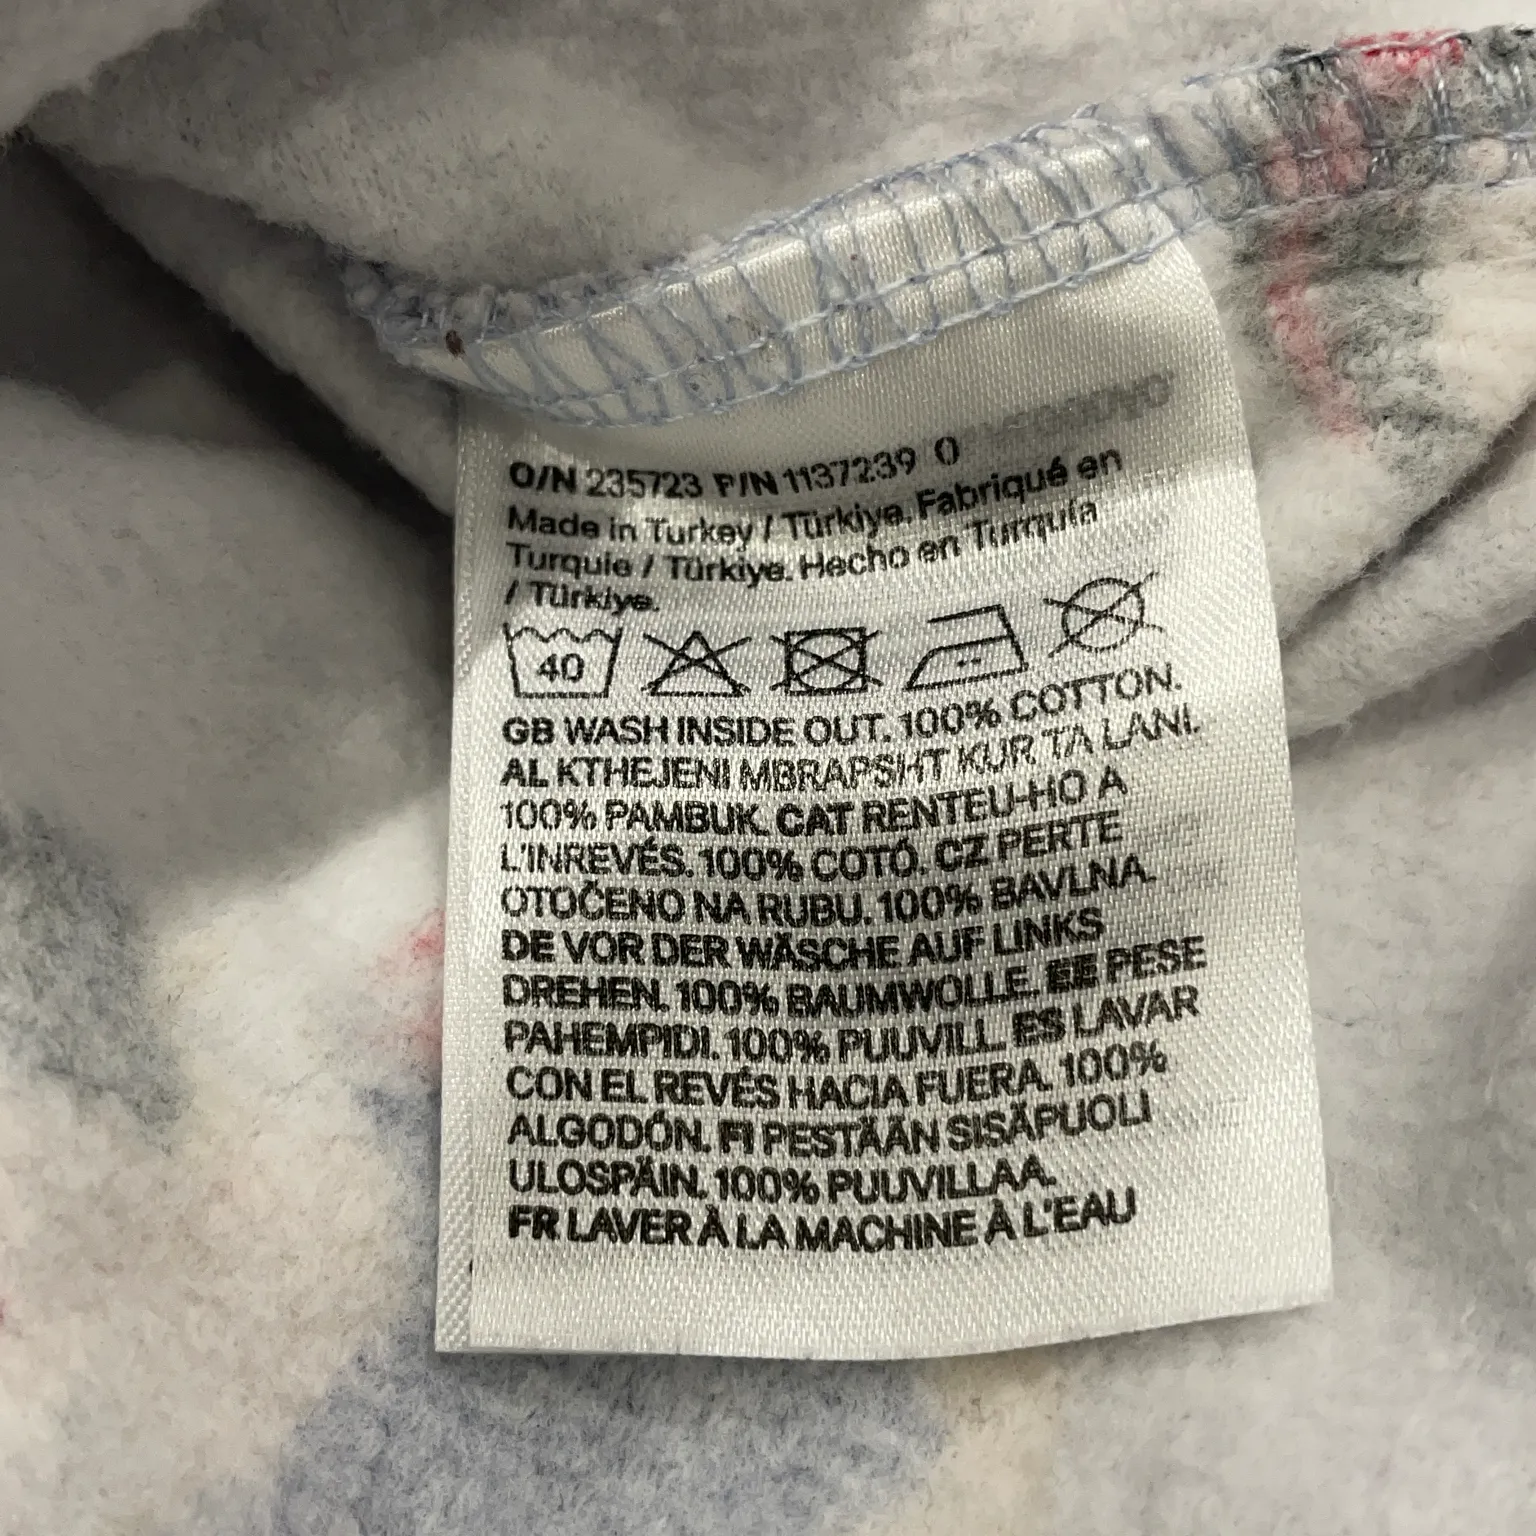 O/N 235723 P/N 1137239 0
Made in Turkey / Türkiye. Fabriqué en
Turquie / Türkiye. Hecho en Turquía
/ Türkiye.
40
GB WASH INSIDE OUT. 100% COTTON.
AL KTHEJENI MBRAPSHT KUR TA LANI.
100% PAMBUK. CAT RENTEU-HO A
L'INREVÉS. 100% COTÓ. CZ PERTE
OTOČENO NA RUBU. 100% BAVLNA.
DE VOR DER WÄSCHE AUF LINKS
DREHEN. 100% BAUMWOLLE. EE PESE
PAHEMPIDI. 100% PUUVILL. ES LAVAR
CON EL REVÉS HACIA FUERA. 100%
ALGODÓN. FI PESTÄÄN SISÄPUOLI
ULOSPÄIN. 100% PUUVILLAA.
FR LAVER À LA MACHINE À L'EAU